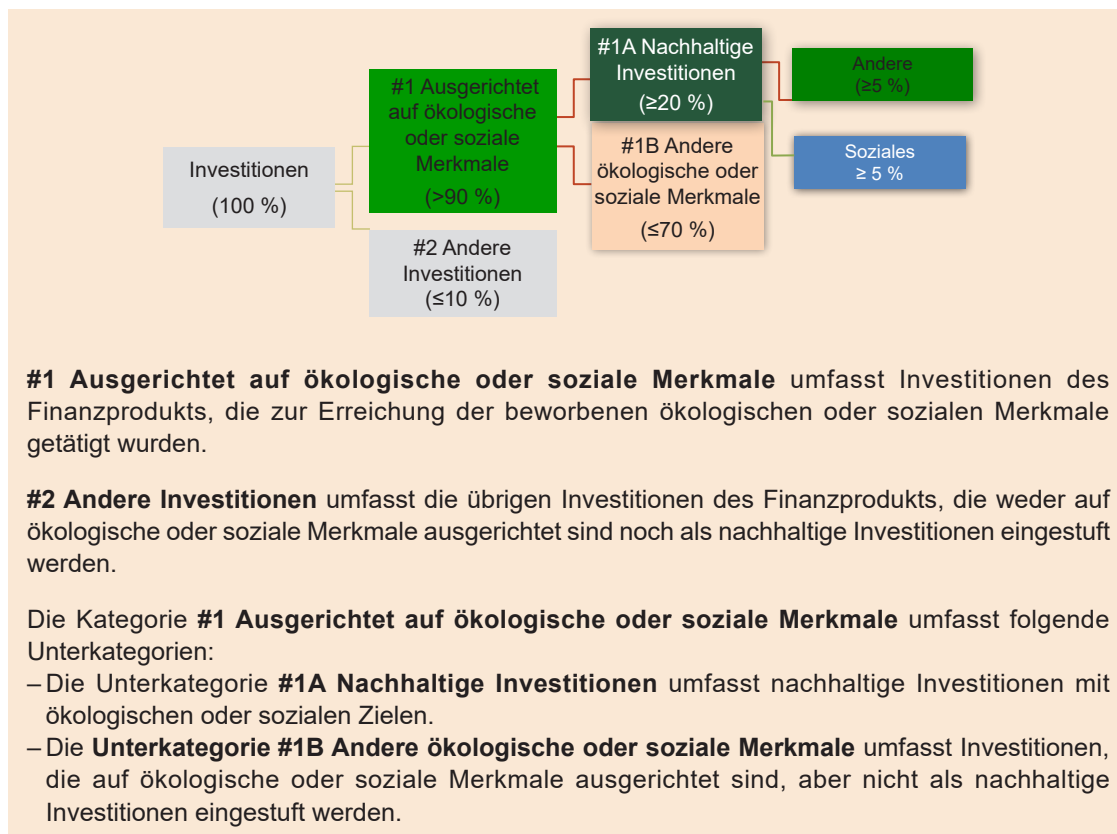 Investitionen
(100 %)
#1 Ausgerichtet
auf ökologische
oder soziale
Merkmale
(>90 %)
#2 Andere
Investitionen
(≤10 %)
#1A Nachhaltige
Investitionen
(≥20 %)
#1B Andere
ökologische oder
soziale Merkmale
(≤70 %)
Andere
(≥5 %)
Soziales
≥ 5 %
#1 Ausgerichtet auf ökologische oder soziale Merkmale umfasst Investitionen des
Finanzprodukts, die zur Erreichung der beworbenen ökologischen oder sozialen Merkmale
getätigt wurden.
#2 Andere Investitionen umfasst die übrigen Investitionen des Finanzprodukts, die weder auf
ökologische oder soziale Merkmale ausgerichtet sind noch als nachhaltige Investitionen eingestuft
werden.
Die Kategorie #1 Ausgerichtet auf ökologische oder soziale Merkmale umfasst folgende
Unterkategorien:
– Die Unterkategorie #1A Nachhaltige Investitionen umfasst nachhaltige Investitionen mit
ökologischen oder sozialen Zielen.
– Die Unterkategorie #1B Andere ökologische oder soziale Merkmale umfasst Investitionen,
die auf ökologische oder soziale Merkmale ausgerichtet sind, aber nicht als nachhaltige
Investitionen eingestuft werden.